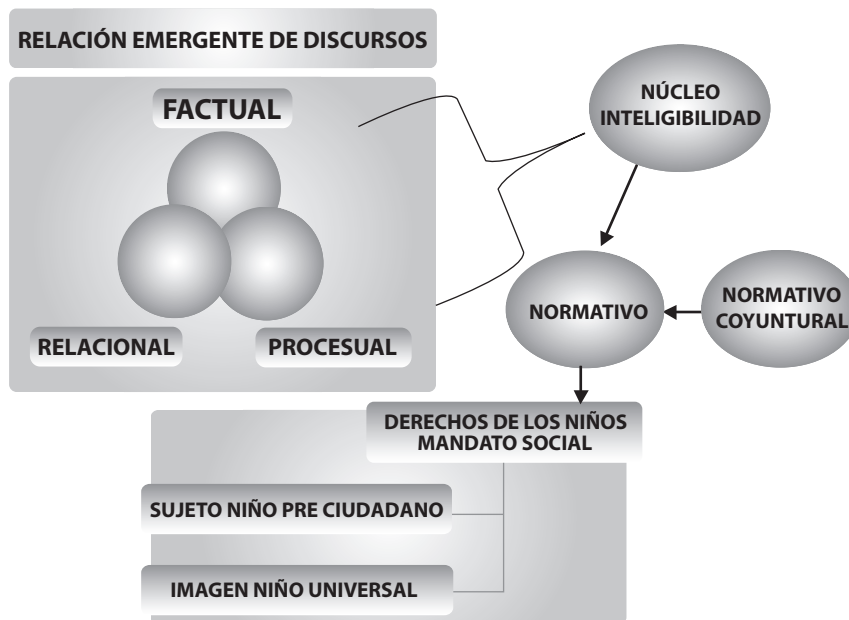 RELACIÓN EMERGENTE DE DISCURSOS
FACTUAL
RELACIONAL
PROCESUAL
NÚCLEO
INTELIGIBILIDAD
NORMATIVO
NORMATIVO
COYUNTURAL
DERECHOS DE LOS NIÑOS
MANDATO SOCIAL
SUJETO NIÑO PRE CIUDADANO
IMAGEN NIÑO UNIVERSAL